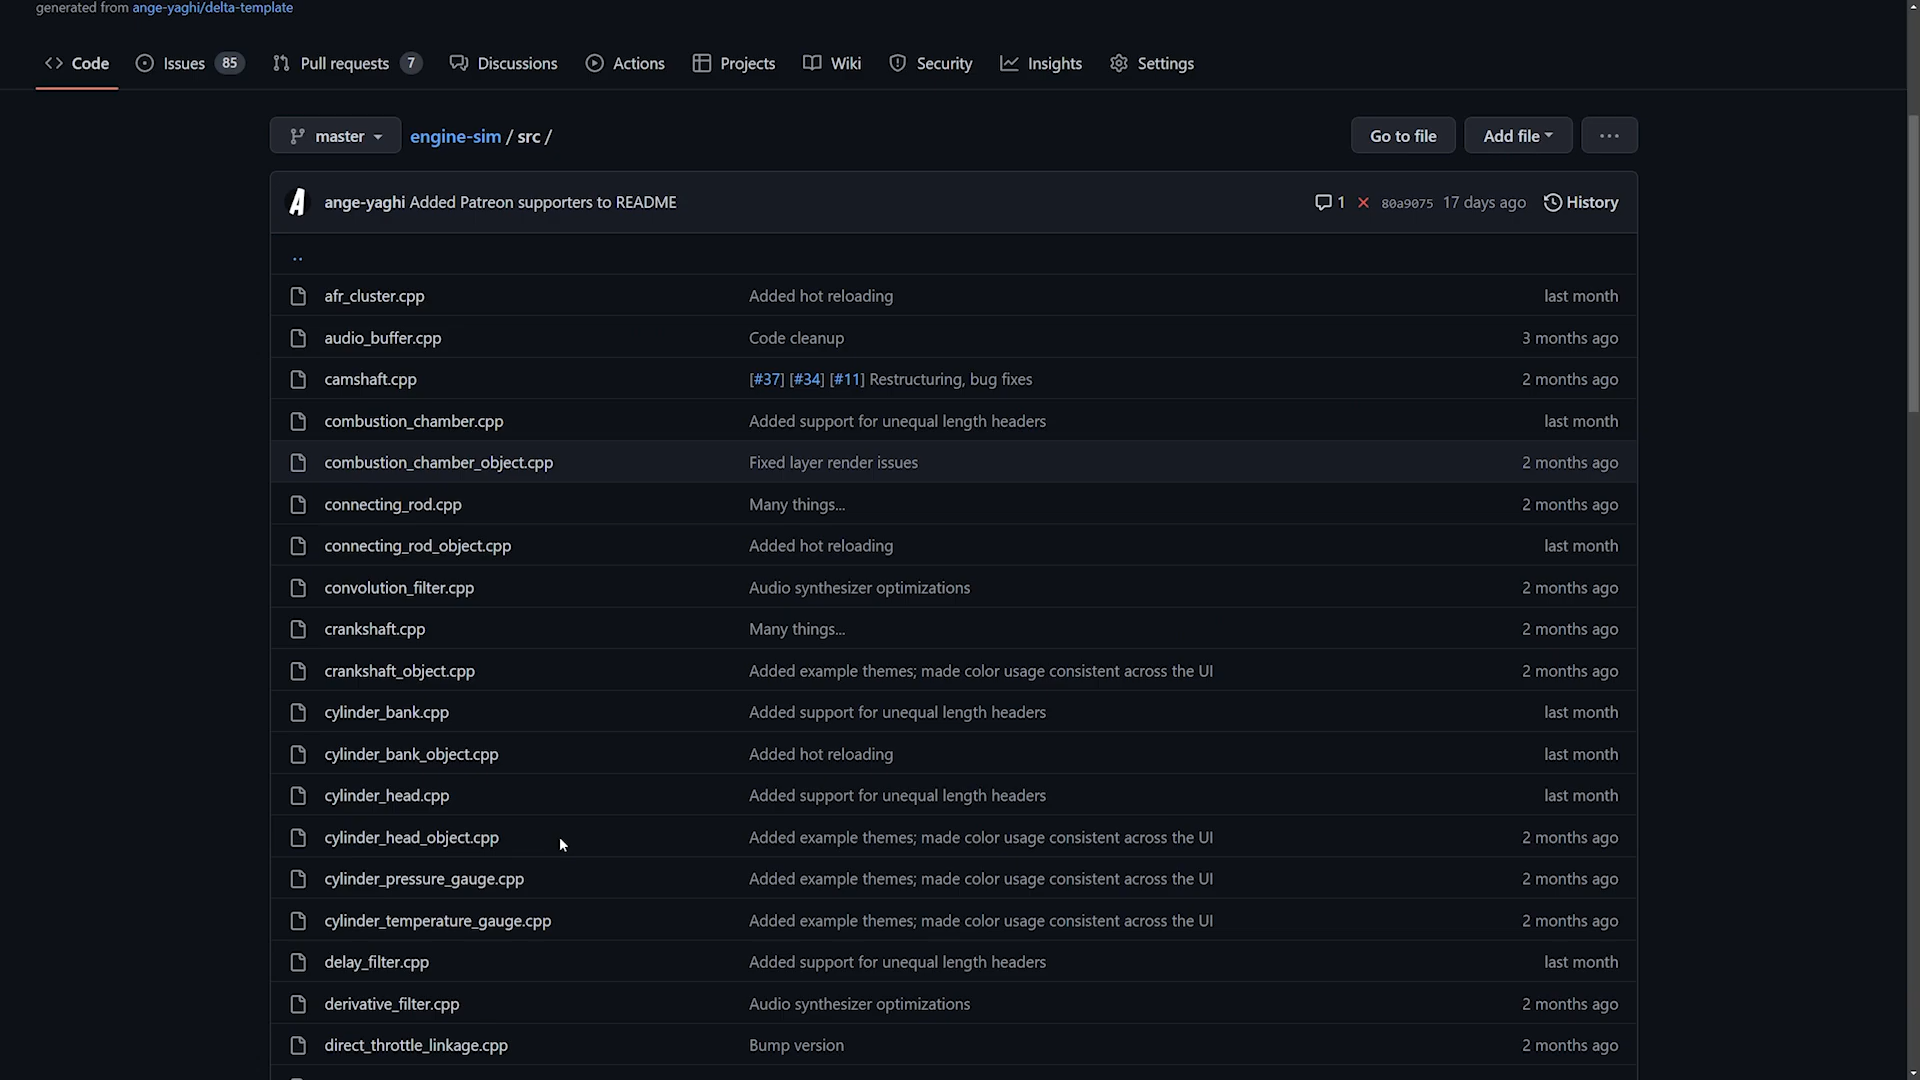 generated from ange-yaghi/delta-template
Code Issues 85 Pull requests 7 Discussions Actions Projects Wiki Security Insights Settings
master engine-sim / src / Go to file Add file ...
ange-yaghi Added Patreon supporters to README 1 80a9075 17 days ago History
..
afr_cluster.cpp Added hot reloading last month
audio_buffer.cpp Code cleanup 3 months ago
camshaft.cpp [#37] [#34] [#11] Restructuring, bug fixes 2 months ago
combustion_chamber.cpp Added support for unequal length headers last month
combustion_chamber_object.cpp Fixed layer render issues 2 months ago
connecting_rod.cpp Many things... 2 months ago
connecting_rod_object.cpp Added hot reloading last month
convolution_filter.cpp Audio synthesizer optimizations 2 months ago
crankshaft.cpp Many things... 2 months ago
crankshaft_object.cpp Added example themes; made color usage consistent across the UI 2 months ago
cylinder_bank.cpp Added support for unequal length headers last month
cylinder_bank_object.cpp Added hot reloading last month
cylinder_head.cpp Added support for unequal length headers last month
cylinder_head_object.cpp Added example themes; made color usage consistent across the UI 2 months ago
cylinder_pressure_gauge.cpp Added example themes; made color usage consistent across the UI 2 months ago
cylinder_temperature_gauge.cpp Added example themes; made color usage consistent across the UI 2 months ago
delay_filter.cpp Added support for unequal length headers last month
derivative_filter.cpp Audio synthesizer optimizations 2 months ago
direct_throttle_linkage.cpp Bump version 2 months ago